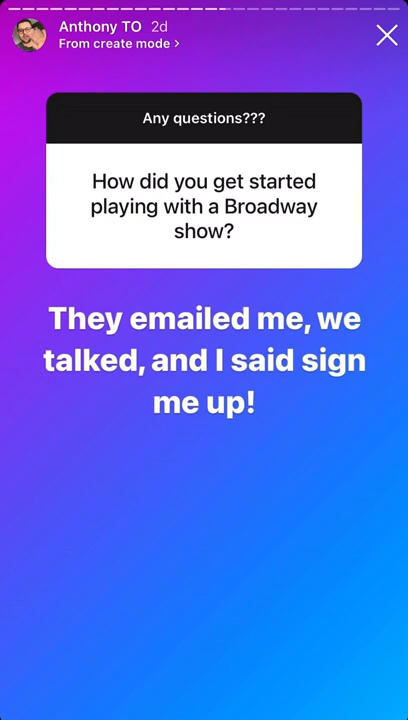 Anthony TO 2d
From create mode >
Any questions???
How did you get started
playing with a Broadway
show?
They emailed me, we
talked, and I said sign
me up!